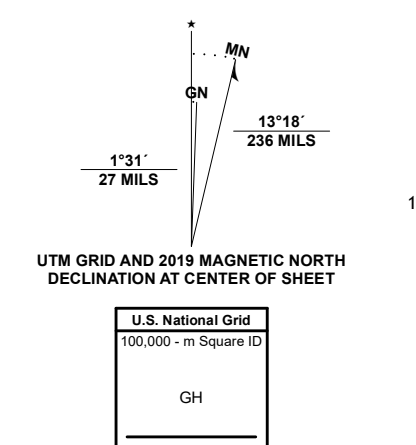 ★
MN
GN
13°18´
236 MILS
1°31´
27 MILS
1
UTM GRID AND 2019 MAGNETIC NORTH
DECLINATION AT CENTER OF SHEET
U.S. National Grid
100,000 - m Square ID
GH